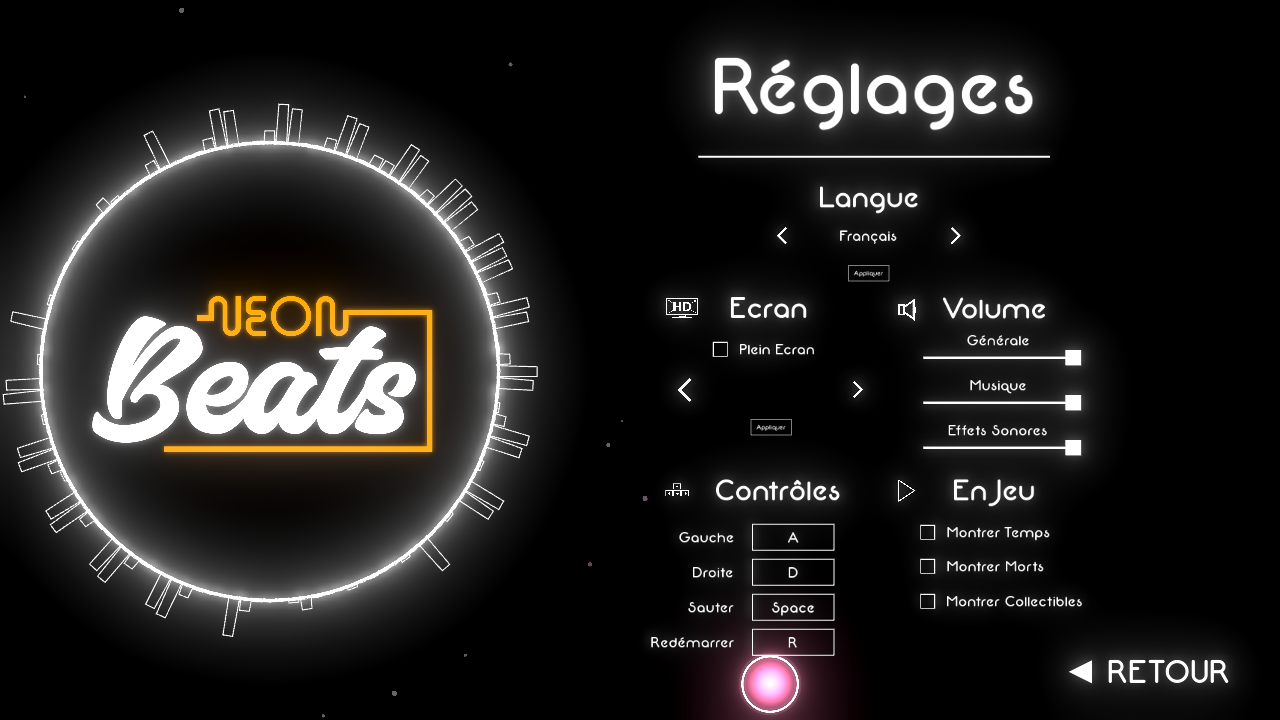 NEON
Beats
Réglages
Langue
Français
Appliquer
HD
Ecran
Plein Ecran
Appliquer
Volume
Générale
Musique
Effets Sonores
Contrôles
Gauche A
Droite D
Sauter Space
Redémarrer R
En Jeu
Montrer Temps
Montrer Morts
Montrer Collectibles
RETOUR